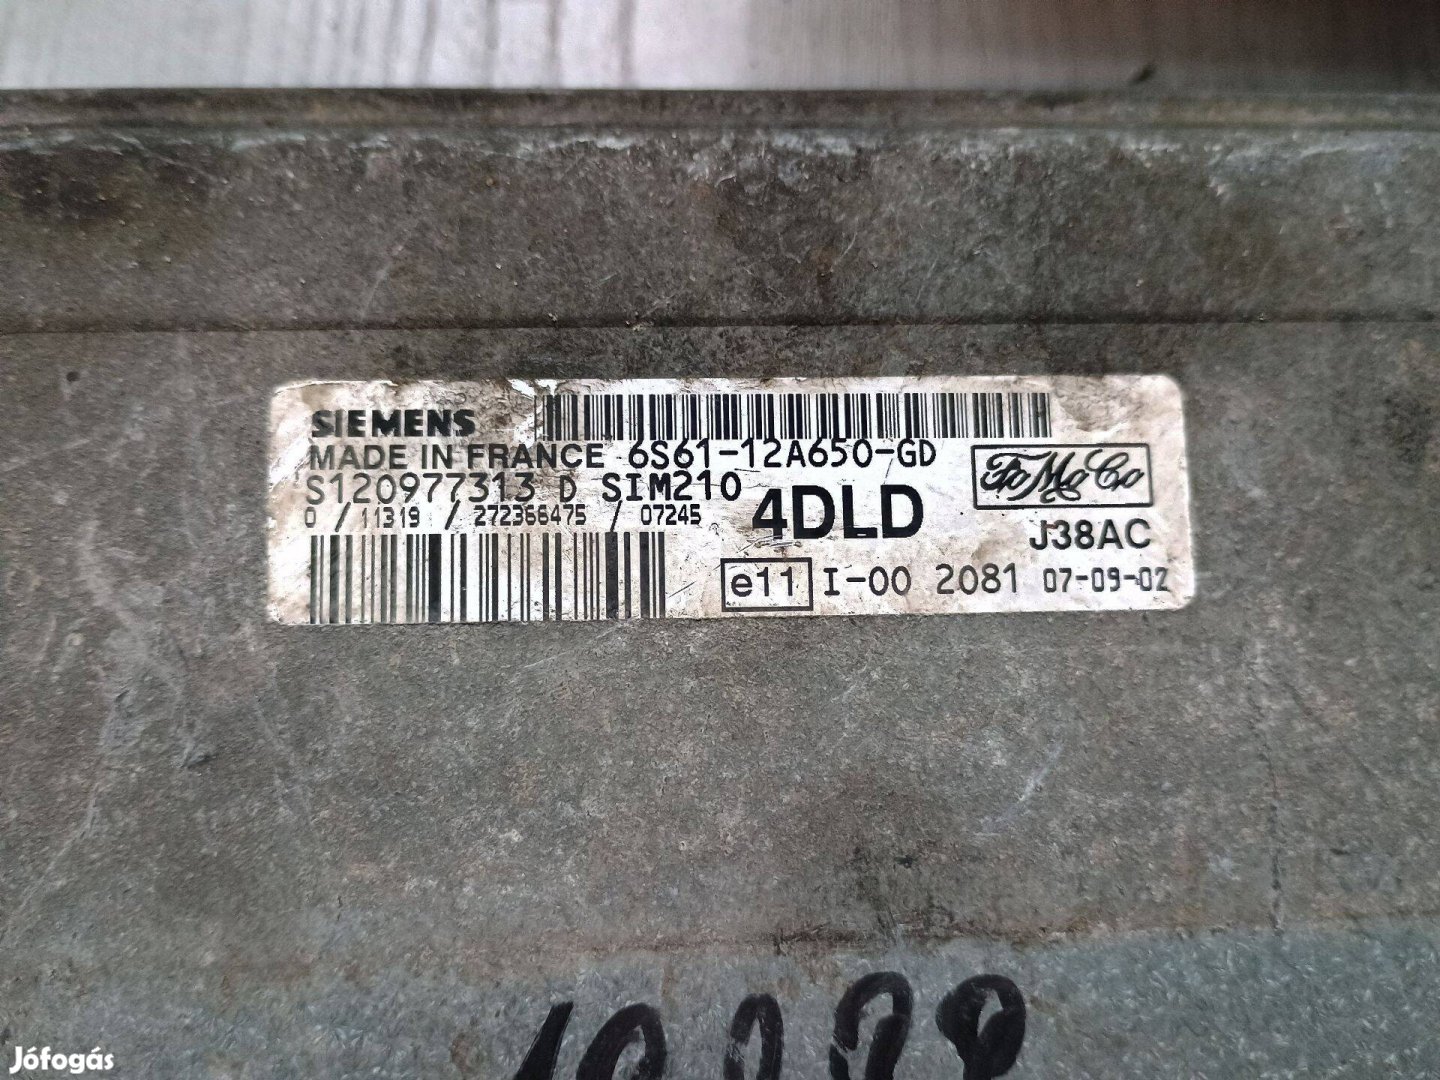 SIEMENS
MADE IN FRANCE 6S61-12A650-GD
S120977313 D SIM210
4DLD
FoMoCo
0 / 11319 / 272366475 / 07245
J38AC
e11 I-00 2081 07-09-02
Jófogás